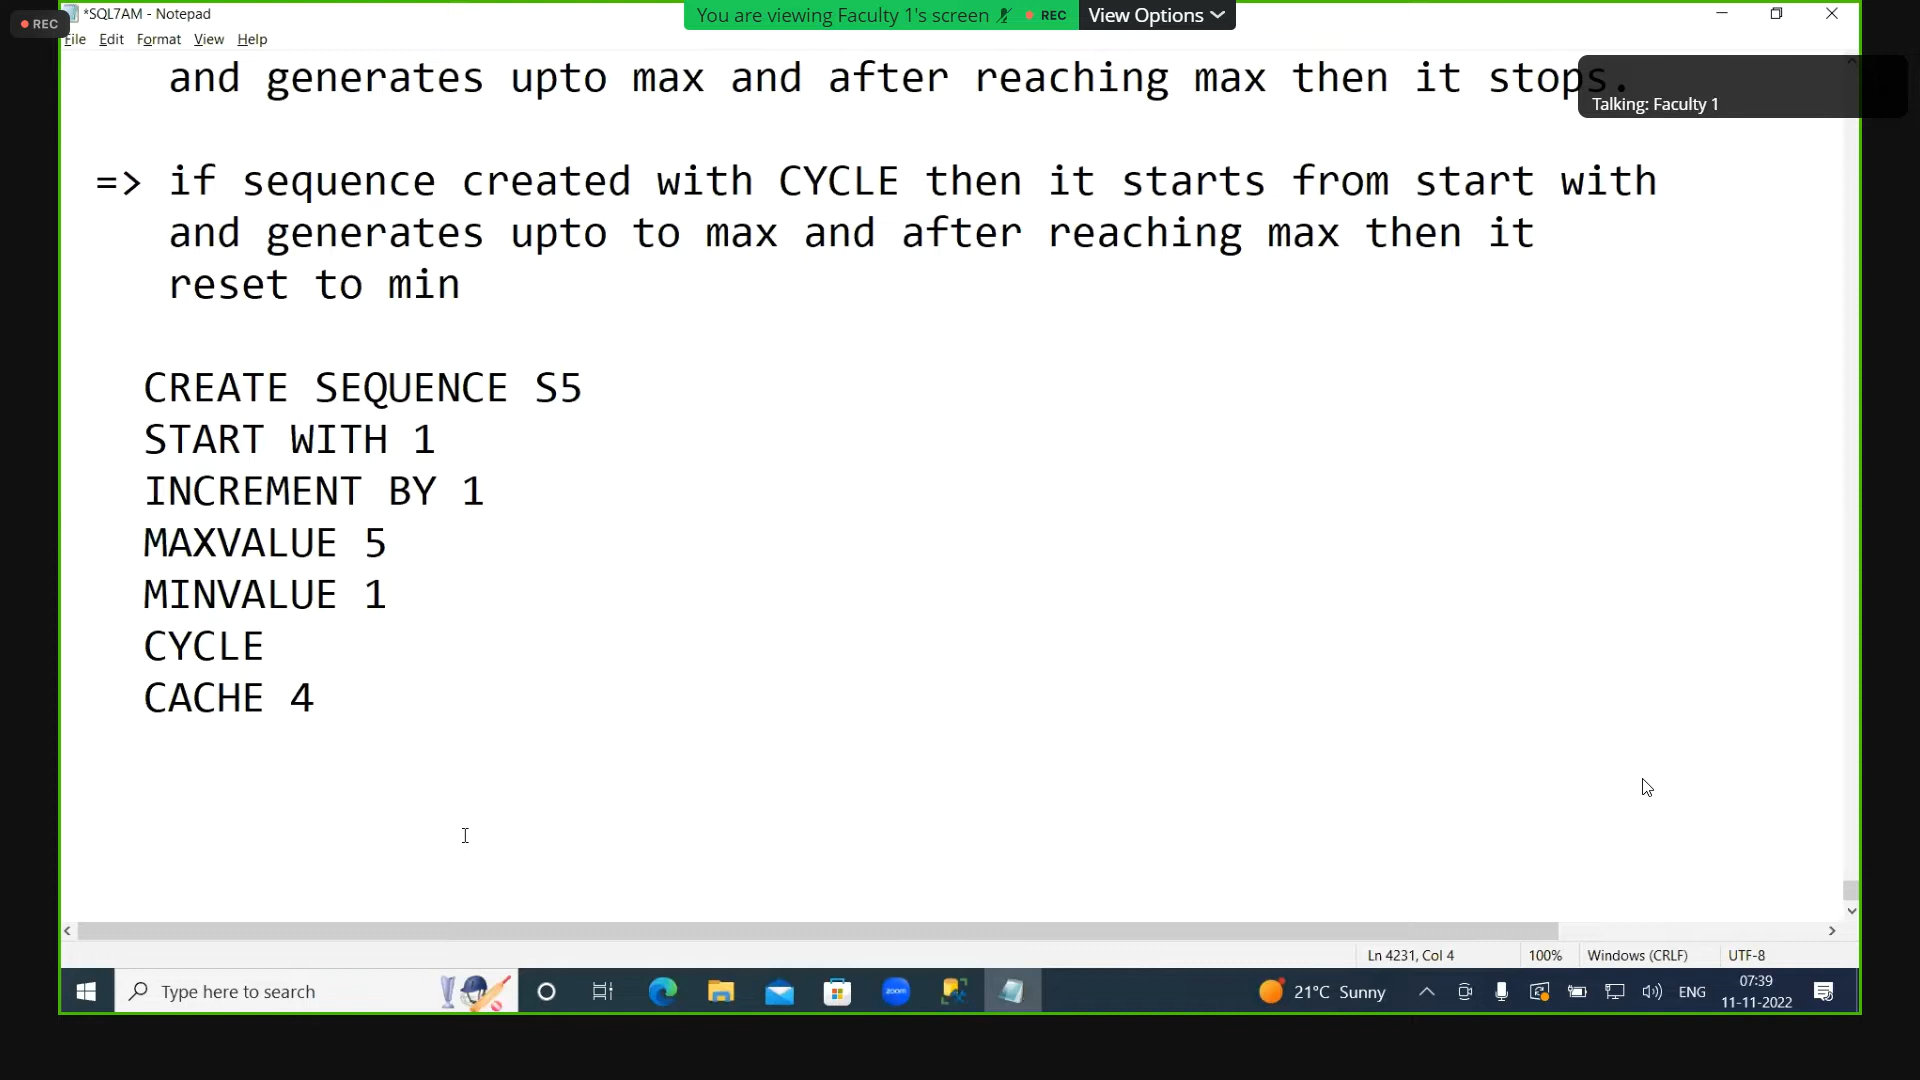 REC
*SQL7AM - Notepad
You are viewing Faculty 1's screen
REC
View Options
File Edit Format View Help
and generates upto max and after reaching max then it stops.
Talking: Faculty 1
=> if sequence created with CYCLE then it starts from start with
and generates upto to max and after reaching max then it
reset to min
CREATE SEQUENCE S5
START WITH 1
INCREMENT BY 1
MAXVALUE 5
MINVALUE 1
CYCLE
CACHE 4
Ln 4231, Col 4
100%
Windows (CRLF)
UTF-8
Type here to search
zoom
21°C Sunny
ENG
07:39
11-11-2022